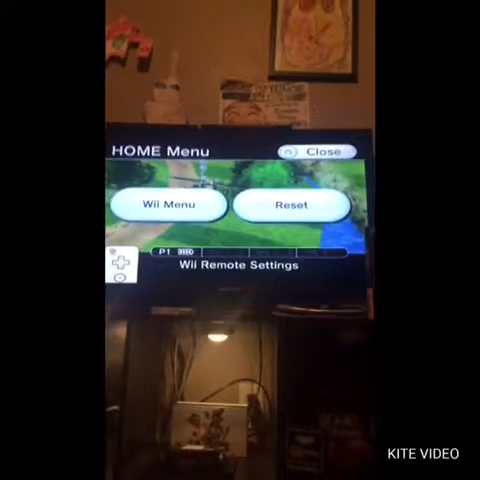 HOME Menu
Close
Wii Menu
Reset
P1
Wii Remote Settings
KITE VIDEO